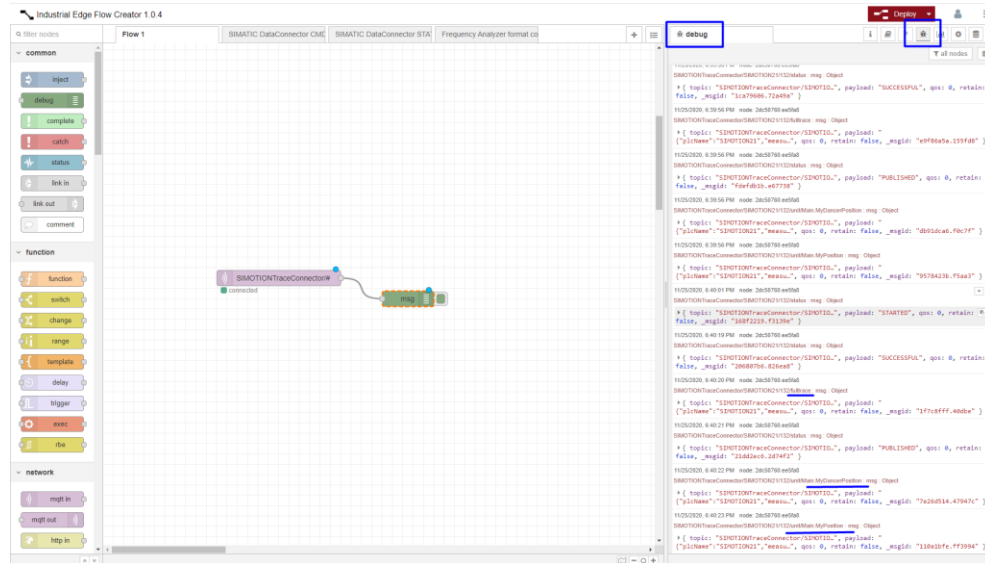 Industrial Edge Flow Creator 1.0.4
Deploy
filter nodes
Flow 1
SIMATIC DataConnector CMD
SIMATIC DataConnector STA
Frequency Analyzer format co
debug
all nodes
common
inject
debug
complete
catch
status
link in
link out
comment
function
function
switch
change
range
template
delay
trigger
exec
rbe
network
mqtt in
mqtt out
http in
SIMOTIONTraceConnector/#
connected
msg
SIMOTIONTraceConnector/SIMOTION21/132/status : msg : Object
{ topic: "SIMOTIONTraceConnector/SIMOTIO…", payload: "SUCCESSFUL", qos: 0, retain:
false, _msgid: "1ca79606.72a49a" }
11/25/2020, 6:39:56 PM node: 2dc50760.ee5fa8
SIMOTIONTraceConnector/SIMOTION21/132/fulltrace : msg : Object
{ topic: "SIMOTIONTraceConnector/SIMOTIO…", payload: "
{"plcName":"SIMOTION21","measu…", qos: 0, retain: false, _msgid: "e9f86a5a.155fd8" }
11/25/2020, 6:39:56 PM node: 2dc50760.ee5fa8
SIMOTIONTraceConnector/SIMOTION21/132/status : msg : Object
{ topic: "SIMOTIONTraceConnector/SIMOTIO…", payload: "PUBLISHED", qos: 0, retain:
false, _msgid: "fdefdb1b.e67738" }
11/25/2020, 6:39:56 PM node: 2dc50760.ee5fa8
SIMOTIONTraceConnector/SIMOTION21/132/unit/Main.MyDancerPosition : msg : Object
{ topic: "SIMOTIONTraceConnector/SIMOTIO…", payload: "
{"plcName":"SIMOTION21","measu…", qos: 0, retain: false, _msgid: "db91dca6.f0c7f" }
11/25/2020, 6:39:56 PM node: 2dc50760.ee5fa8
SIMOTIONTraceConnector/SIMOTION21/132/unit/Main.MyPosition : msg : Object
{ topic: "SIMOTIONTraceConnector/SIMOTIO…", payload: "
{"plcName":"SIMOTION21","measu…", qos: 0, retain: false, _msgid: "9578423b.f5aa3" }
11/25/2020, 6:40:01 PM node: 2dc50760.ee5fa8
SIMOTIONTraceConnector/SIMOTION21/132/status : msg : Object
{ topic: "SIMOTIONTraceConnector/SIMOTIO…", payload: "STARTED", qos: 0, retain:
false, _msgid: "168f2219.f3139e" }
11/25/2020, 6:40:19 PM node: 2dc50760.ee5fa8
SIMOTIONTraceConnector/SIMOTION21/132/status : msg : Object
{ topic: "SIMOTIONTraceConnector/SIMOTIO…", payload: "SUCCESSFUL", qos: 0, retain:
false, _msgid: "206807b6.826ea8" }
11/25/2020, 6:40:20 PM node: 2dc50760.ee5fa8
SIMOTIONTraceConnector/SIMOTION21/132/fulltrace : msg : Object
{ topic: "SIMOTIONTraceConnector/SIMOTIO…", payload: "
{"plcName":"SIMOTION21","measu…", qos: 0, retain: false, _msgid: "1f7c8fff.40dbe" }
11/25/2020, 6:40:21 PM node: 2dc50760.ee5fa8
SIMOTIONTraceConnector/SIMOTION21/132/status : msg : Object
{ topic: "SIMOTIONTraceConnector/SIMOTIO…", payload: "PUBLISHED", qos: 0, retain:
false, _msgid: "21dd2ec0.2d74f2" }
11/25/2020, 6:40:22 PM node: 2dc50760.ee5fa8
SIMOTIONTraceConnector/SIMOTION21/132/unit/Main.MyDancerPosition : msg : Object
{ topic: "SIMOTIONTraceConnector/SIMOTIO…", payload: "
{"plcName":"SIMOTION21","measu…", qos: 0, retain: false, _msgid: "7a26d514.47947c" }
11/25/2020, 6:40:23 PM node: 2dc50760.ee5fa8
SIMOTIONTraceConnector/SIMOTION21/132/unit/Main.MyPosition : msg : Object
{ topic: "SIMOTIONTraceConnector/SIMOTIO…", payload: "
{"plcName":"SIMOTION21","measu…", qos: 0, retain: false, _msgid: "110e1bfe.ff3994" }